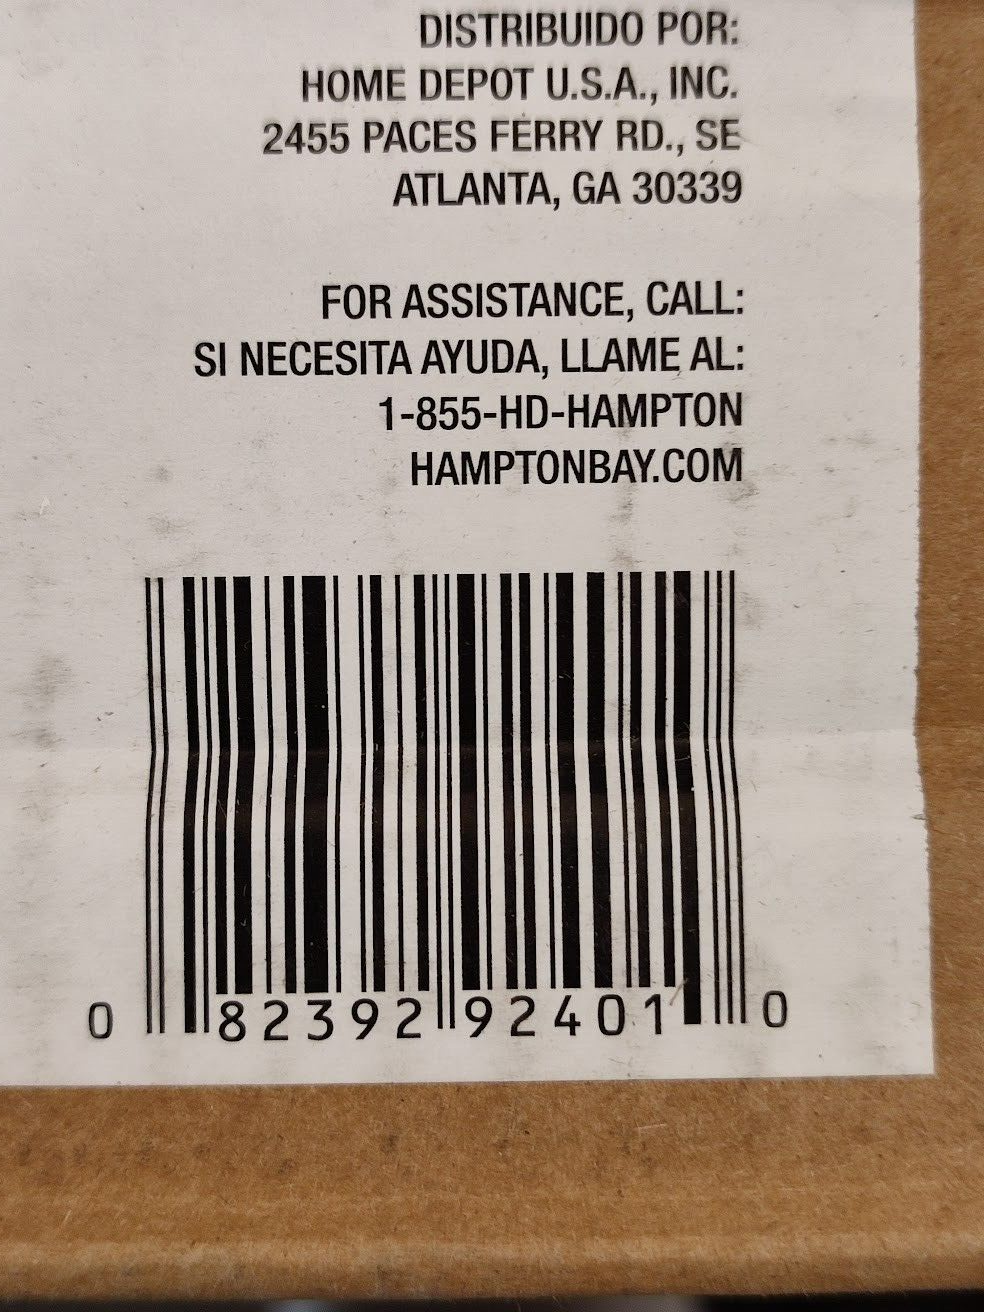 DISTRIBUIDO POR:
HOME DEPOT U.S.A., INC.
2455 PACES FERRY RD., SE
ATLANTA, GA 30339
FOR ASSISTANCE, CALL:
SI NECESITA AYUDA, LLAME AL:
1-855-HD-HAMPTON
HAMPTONBAY.COM
0 82392 92401 0